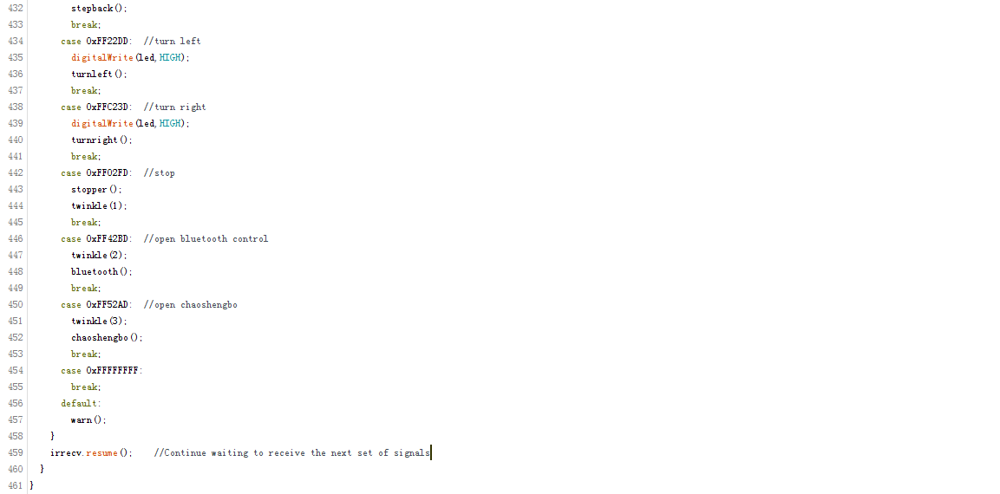 432 stepback();
433 break;
434 case 0xFF22DD: //turn left
435 digitalWrite(led,HIGH);
436 turnleft();
437 break;
438 case 0xFFC23D: //turn right
439 digitalWrite(led,HIGH);
440 turnright();
441 break;
442 case 0xFF02FD: //stop
443 stopper();
444 twinkle(1);
445 break;
446 case 0xFF42BD: //open bluetooth control
447 twinkle(2);
448 bluetooth();
449 break;
450 case 0xFF52AD: //open chaoshengbo
451 twinkle(3);
452 chaoshengbo();
453 break;
454 case 0xFFFFFFFF:
455 break;
456 default:
457 warn();
458 }
459 irrecv.resume(); //Continue waiting to receive the next set of signals
460 }
461 }